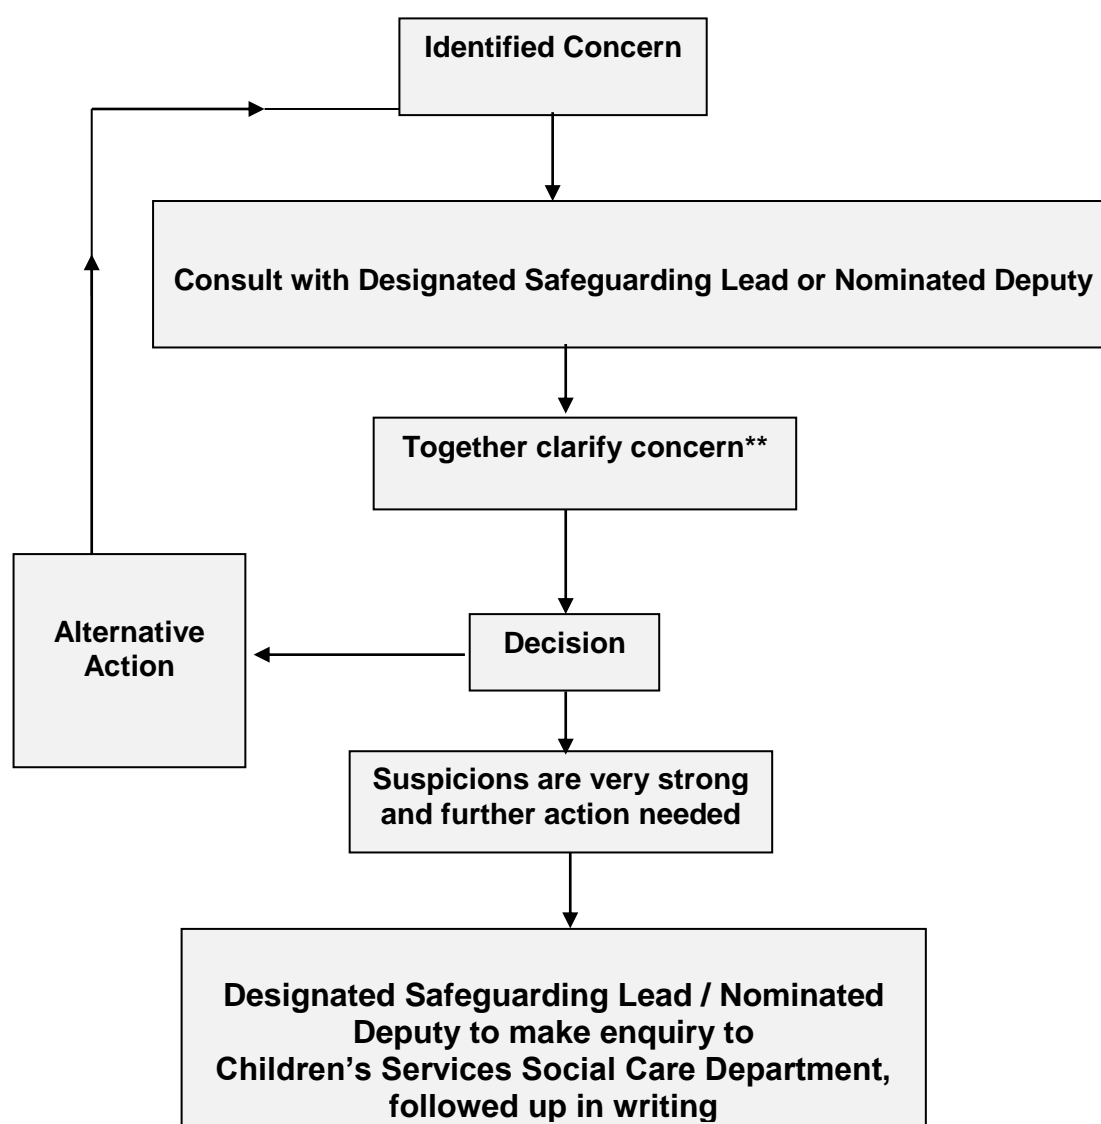 Identified Concern
Consult with Designated Safeguarding Lead or Nominated Deputy
Together clarify concern**
Alternative
Action
Decision
Suspicions are very strong
and further action needed
Designated Safeguarding Lead / Nominated
Deputy to make enquiry to
Children’s Services Social Care Department,
followed up in writing